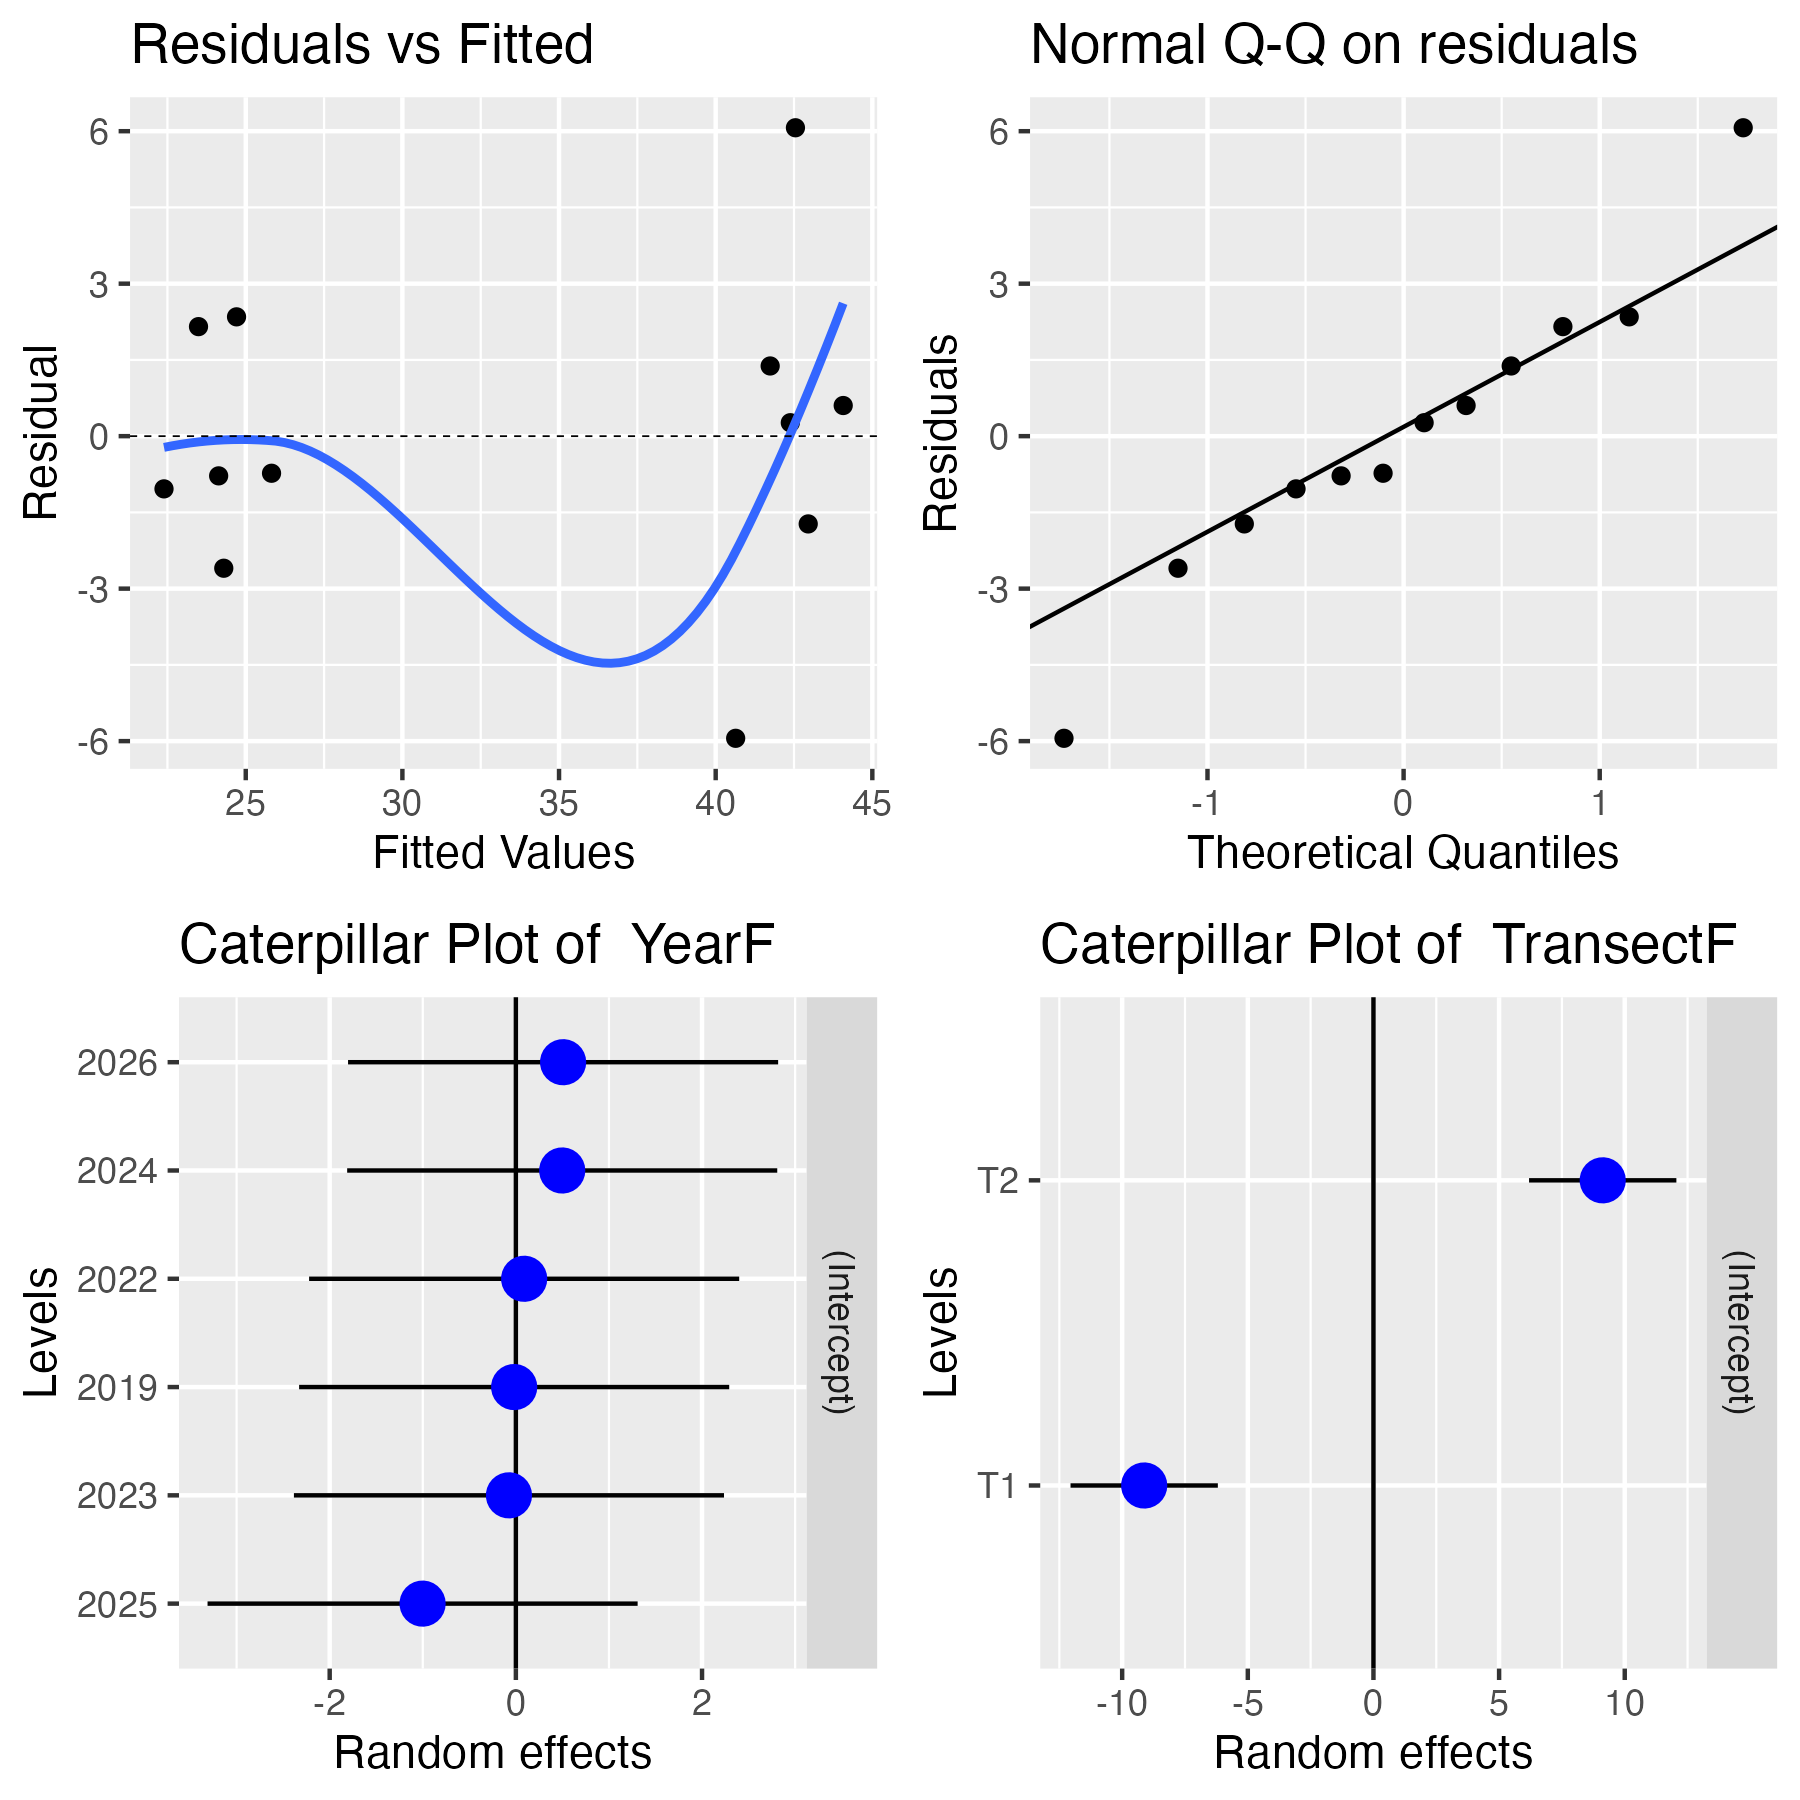 Residuals vs Fitted
6
3
0
-3
-6
Residual
25 30 35 40 45
Fitted Values
Normal Q-Q on residuals
6
3
0
-3
-6
Residuals
-1 0 1
Theoretical Quantiles
Caterpillar Plot of  YearF
2026
2024
2022
2019
2023
2025
Levels
(Intercept)
-2 0 2
Random effects
Caterpillar Plot of  TransectF
T2
T1
Levels
(Intercept)
-10 -5 0 5 10
Random effects